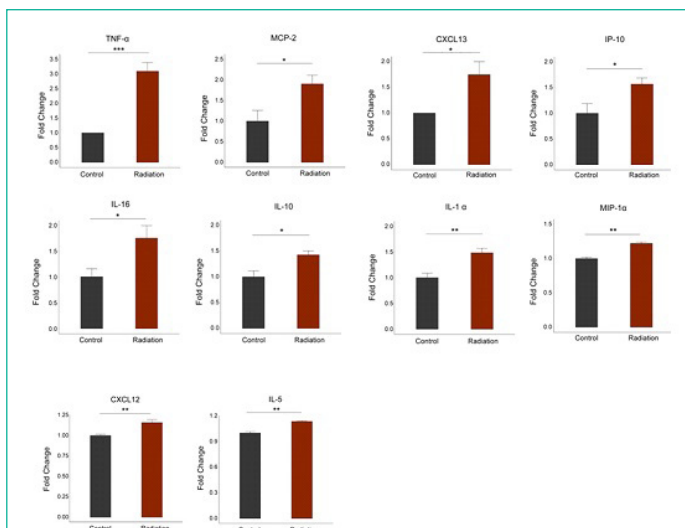 TNF-α
***
Fold Change
3.5
3.0
2.5
2.0
1.5
1.0
0.5
0.0
Control Radiation
MCP-2
*
Fold Change
2.5
2.0
1.5
1.0
0.5
0.0
Control Radiation
CXCL13
*
Fold Change
2.0
1.5
1.0
0.5
0.0
Control Radiation
IP-10
*
Fold Change
2.0
1.5
1.0
0.5
0.0
Control Radiation
IL-16
*
Fold Change
2.0
1.5
1.0
0.5
0.0
Control Radiation
IL-10
*
Fold Change
2.0
1.5
1.0
0.5
0.0
Control Radiation
IL-1 α
**
Fold Change
2.0
1.5
1.0
0.5
0.0
Control Radiation
MIP-1α
**
Fold Change
1.5
1.0
0.5
0.0
Control Radiation
CXCL12
**
Fold Change
1.25
1.00
0.75
0.50
0.25
0.00
IL-5
**
Fold Change
1.2
0.9
0.6
0.3
0.0